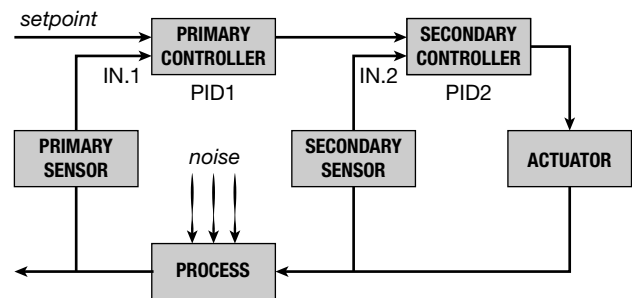 setpoint
PRIMARY
CONTROLLER
SECONDARY
CONTROLLER
IN.1
PID1
IN.2
PID2
PRIMARY
SENSOR
noise
SECONDARY
SENSOR
ACTUATOR
PROCESS